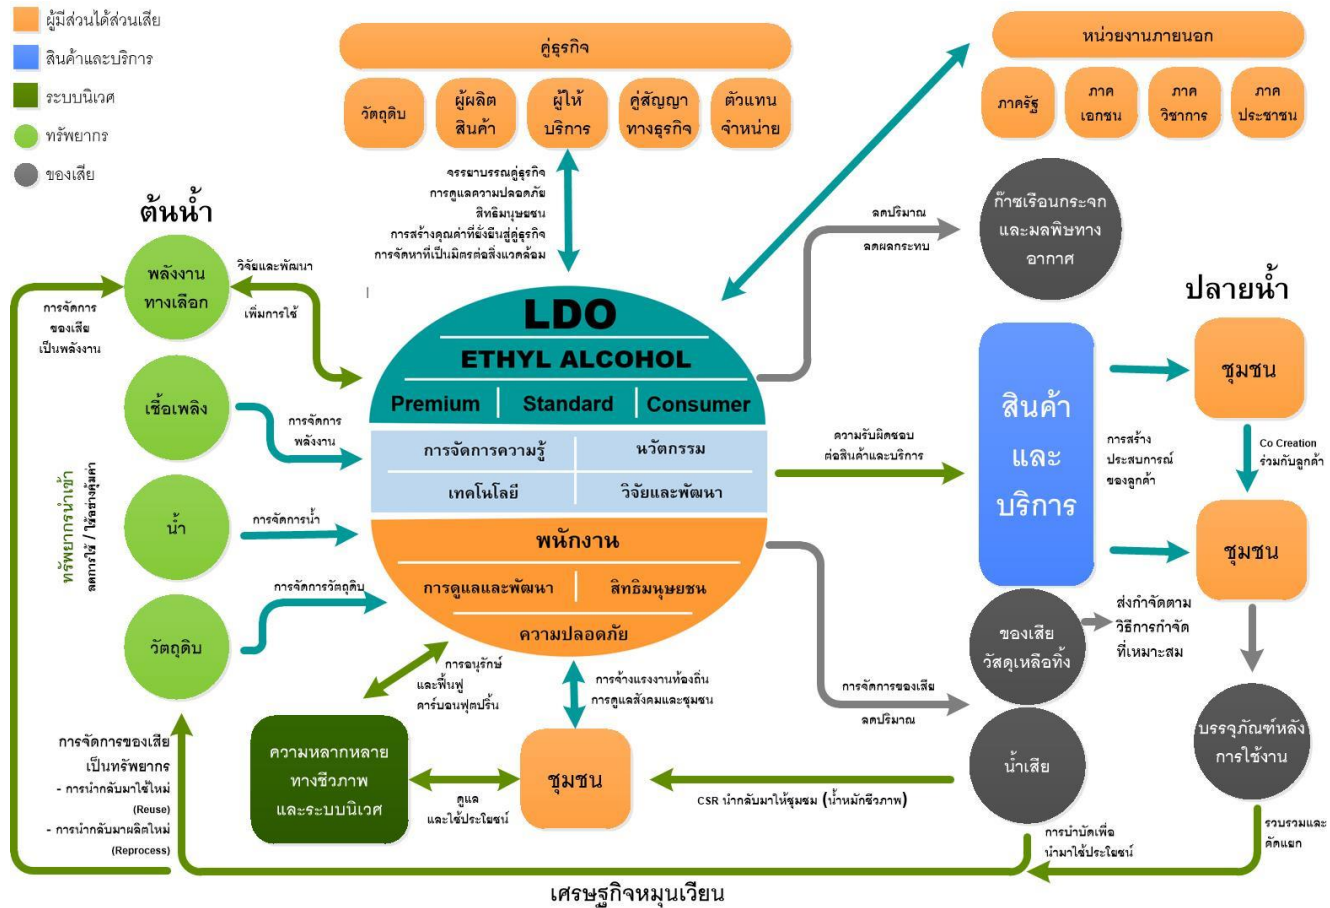 ผู้มีส่วนได้ส่วนเสีย
สินค้าและบริการ
ระบบนิเวศ
ทรัพยากร
ของเสีย
คู่ธุรกิจ
วัตถุดิบ
ผู้ผลิต
สินค้า
ผู้ให้
บริการ
คู่สัญญา
ทางธุรกิจ
ตัวแทน
จำหน่าย
หน่วยงานภายนอก
ภาครัฐ
ภาค
เอกชน
ภาค
วิชาการ
ภาค
ประชาชน
จรรยาบรรณคู่ธุรกิจ
การดูแลความปลอดภัย
สิทธิมนุษยชน
การสร้างคุณค่าที่ยั่งยืนสู่คู่ธุรกิจ
การจัดหาที่เป็นมิตรต่อสิ่งแวดล้อม
ต้นน้ำ
พลังงาน
ทางเลือก
วิจัยและพัฒนา
เพิ่มการใช้
การจัดการ
ของเสีย
เป็นพลังงาน
เชื้อเพลิง
การจัดการ
พลังงาน
น้ำ
การจัดการน้ำ
วัตถุดิบ
การจัดการวัตถุดิบ
ทรัพยากรนำเข้า
ลดการใช้ / ใช้อย่างคุ้มค่า
LDO
ETHYL ALCOHOL
Premium
Standard
Consumer
การจัดการความรู้
นวัตกรรม
เทคโนโลยี
วิจัยและพัฒนา
พนักงาน
การดูแลและพัฒนา
สิทธิมนุษยชน
ความปลอดภัย
ลดปริมาณ
ลดผลกระทบ
ก๊าซเรือนกระจก
และมลพิษทาง
อากาศ
ปลายน้ำ
ความรับผิดชอบ
ต่อสินค้าและบริการ
สินค้า
และ
บริการ
การสร้าง
ประสบการณ์
ของลูกค้า
ชุมชน
Co Creation
ร่วมกับลูกค้า
ชุมชน
ของเสีย
วัสดุเหลือทิ้ง
ส่งกำจัดตาม
วิธีการกำจัด
ที่เหมาะสม
การจัดการของเสีย
ลดปริมาณ
น้ำเสีย
บรรจุภัณฑ์หลัง
การใช้งาน
การอนุรักษ์
และฟื้นฟู
คาร์บอนฟุตปริ้น
การจ้างแรงงานท้องถิ่น
การดูแลสังคมและชุมชน
ความหลากหลาย
ทางชีวภาพ
และระบบนิเวศ
ดูแล
และใช้ประโยชน์
ชุมชน
CSR นำกลับมาให้ชุมชม (น้ำหมักชีวภาพ)
การจัดการของเสีย
เป็นทรัพยากร
- การนำกลับมาใช้ใหม่
(Reuse)
- การนำกลับมาผลิตใหม่
(Reprocess)
การบำบัดเพื่อ
นำมาใช้ประโยชน์
รวบรวมและ
คัดแยก
เศรษฐกิจหมุนเวียน